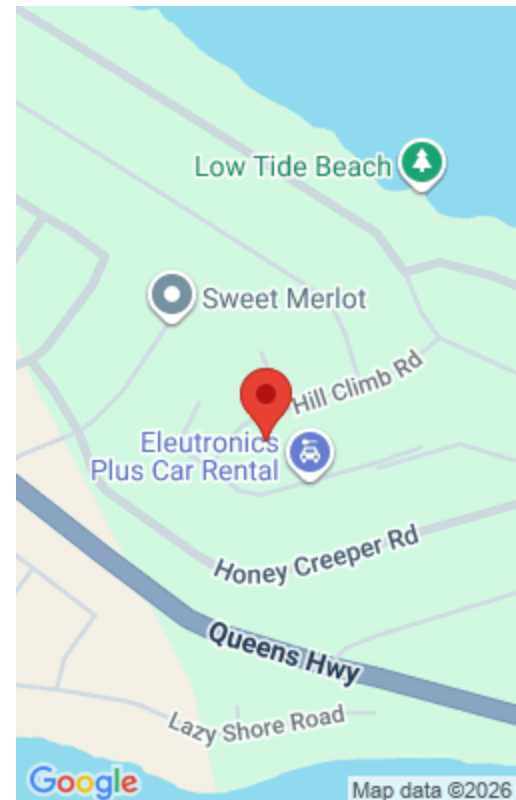 Low Tide Beach
Sweet Merlot
Hill Climb Rd
Eleutronics
Plus Car Rental
Honey Creeper Rd
Queens Hwy
Lazy Shore Road
Google
Map data ©2026